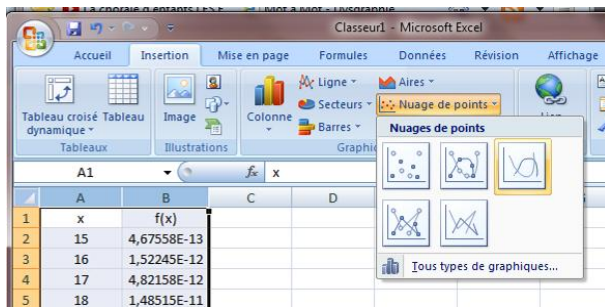 Classeur1 - Microsoft Excel
Accueil Insertion Mise en page Formules Données Révision Affichage
Tableau croisé dynamique
Tableau
Image
Colonne
Ligne
Secteurs
Barres
Aires
Nuage de points
Tableaux
Illustrations
Nuages de points
Tous types de graphiques...
A1 fx x
A B C D
1 x f(x)
2 15 4,67558E-13
3 16 1,52245E-12
4 17 4,82158E-12
5 18 1,48515E-11